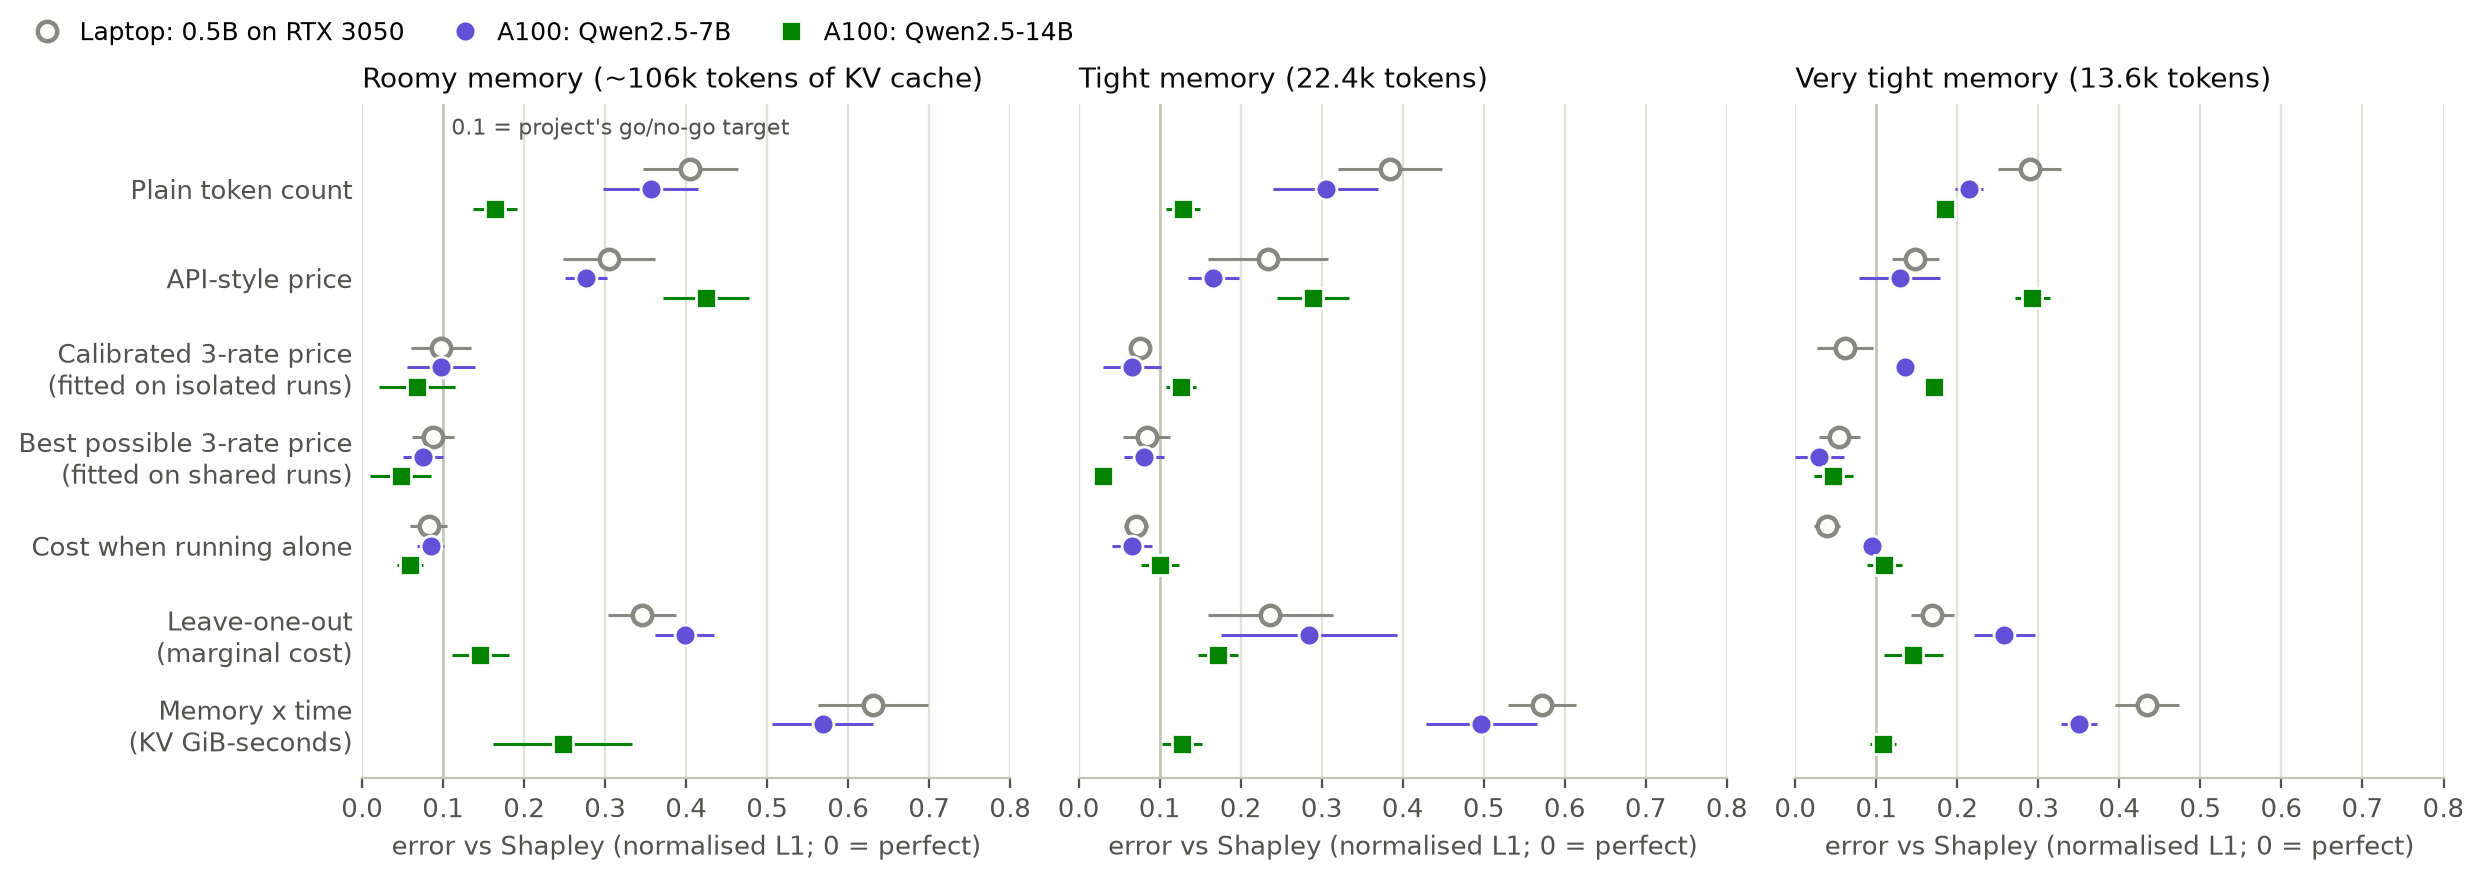 Laptop: 0.5B on RTX 3050
A100: Qwen2.5-7B
A100: Qwen2.5-14B
Roomy memory (~106k tokens of KV cache)
Tight memory (22.4k tokens)
Very tight memory (13.6k tokens)
0.1 = project's go/no-go target
Plain token count
API-style price
Calibrated 3-rate price
(fitted on isolated runs)
Best possible 3-rate price
(fitted on shared runs)
Cost when running alone
Leave-one-out
(marginal cost)
Memory x time
(KV GiB-seconds)
0.0 0.1 0.2 0.3 0.4 0.5 0.6 0.7 0.8
0.0 0.1 0.2 0.3 0.4 0.5 0.6 0.7 0.8
0.0 0.1 0.2 0.3 0.4 0.5 0.6 0.7 0.8
error vs Shapley (normalised L1; 0 = perfect)
error vs Shapley (normalised L1; 0 = perfect)
error vs Shapley (normalised L1; 0 = perfect)